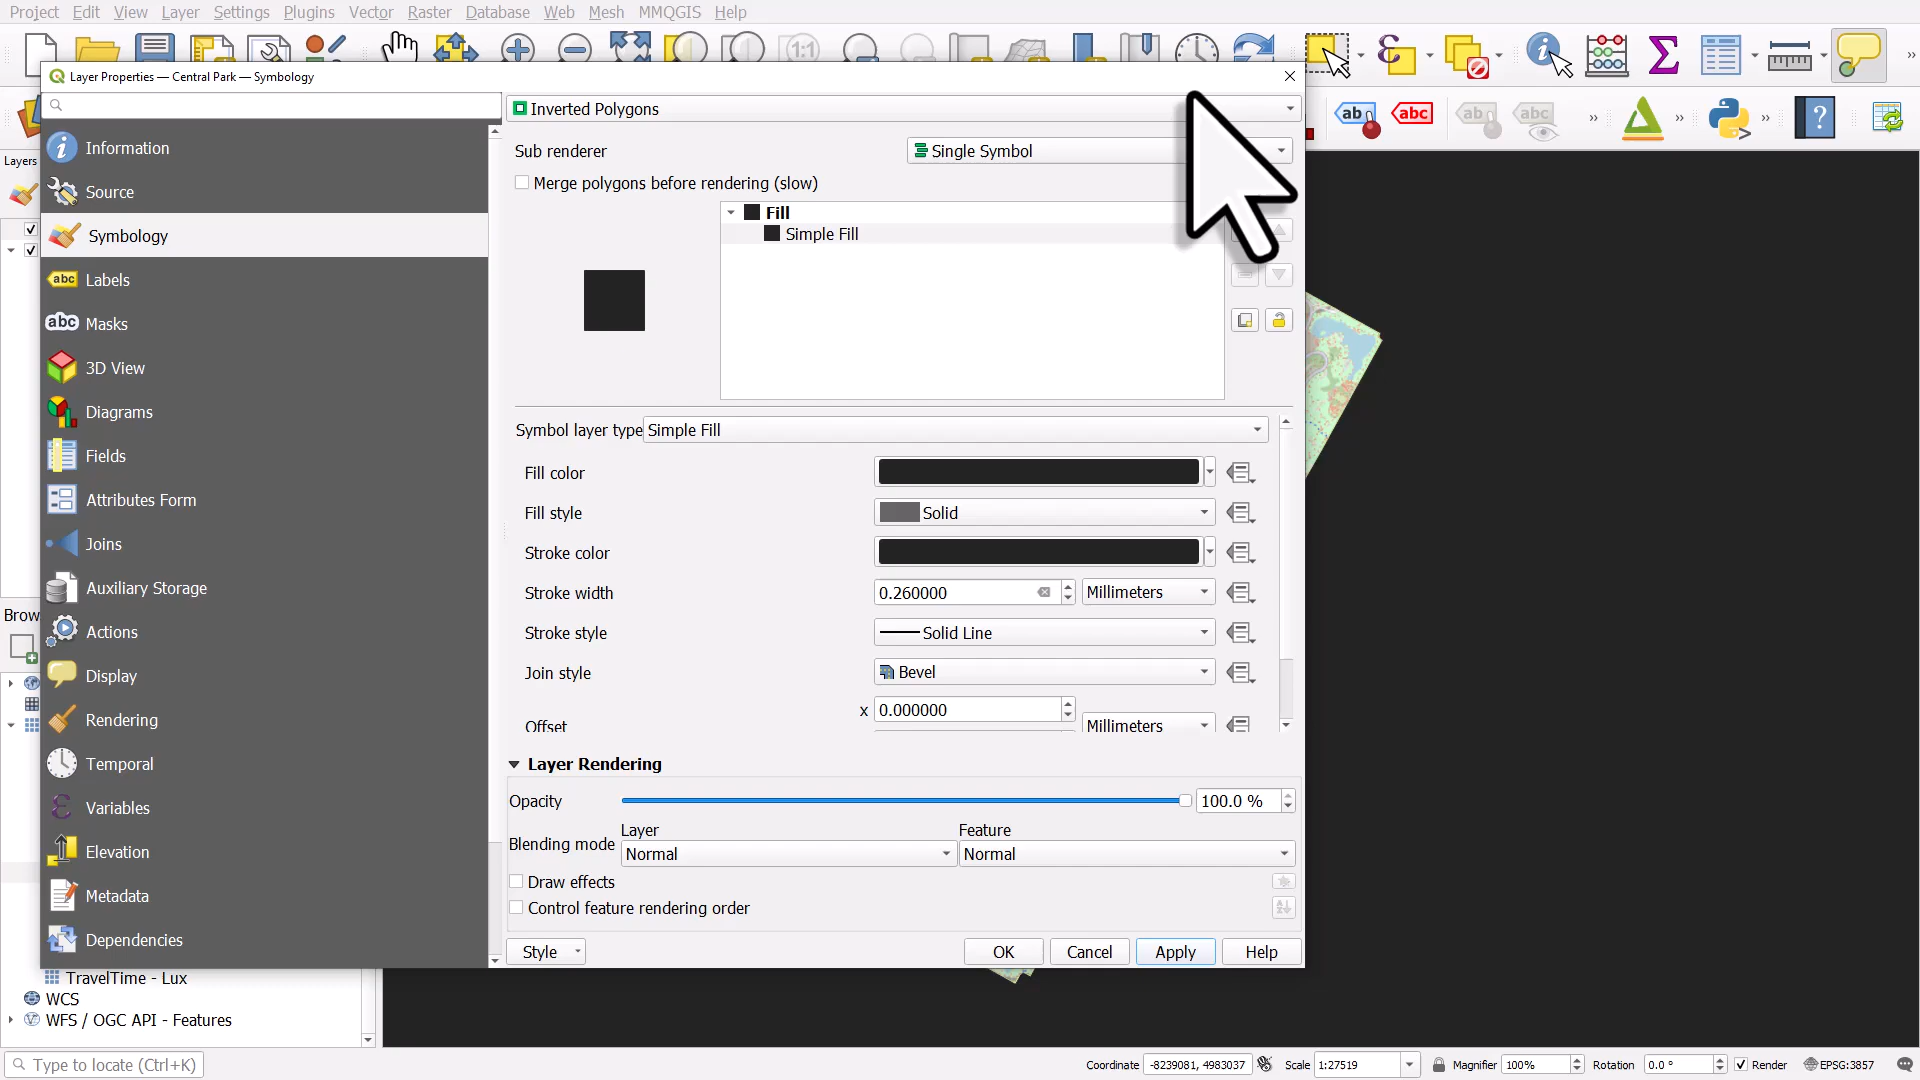 Project Edit View Layer Settings Plugins Vector Raster Database Web Mesh MMQGIS Help
Layer Properties — Central Park — Symbology
Inverted Polygons
Layers
Information
Source
Symbology
Labels
Masks
3D View
Diagrams
Fields
Attributes Form
Joins
Auxiliary Storage
Actions
Display
Rendering
Temporal
Variables
Elevation
Metadata
Dependencies
Sub renderer Single Symbol
Merge polygons before rendering (slow)
Fill
Simple Fill
Symbol layer type Simple Fill
Fill color
Fill style Solid
Stroke color
Stroke width 0.260000 Millimeters
Stroke style Solid Line
Join style Bevel
Offset x 0.000000 Millimeters
Layer Rendering
Opacity 100.0 %
Layer Feature
Blending mode Normal Normal
Draw effects
Control feature rendering order
Style OK Cancel Apply Help
Brow
TravelTime - Lux
WCS
WFS / OGC API - Features
Type to locate (Ctrl+K) Coordinate -8239081, 4983037 Scale 1:27519 Magnifier 100% Rotation 0.0 ° Render EPSG:3857